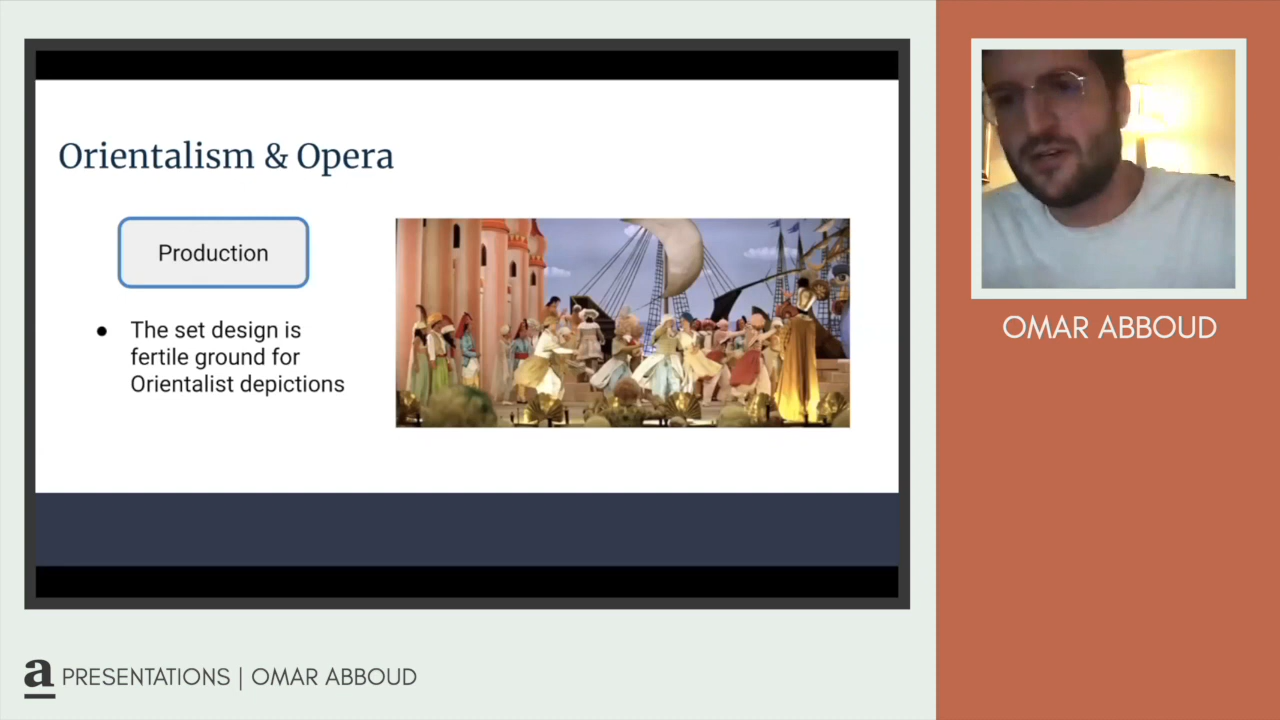 Orientalism & Opera
Production
● The set design is
fertile ground for
Orientalist depictions
OMAR ABBOUD
a PRESENTATIONS | OMAR ABBOUD